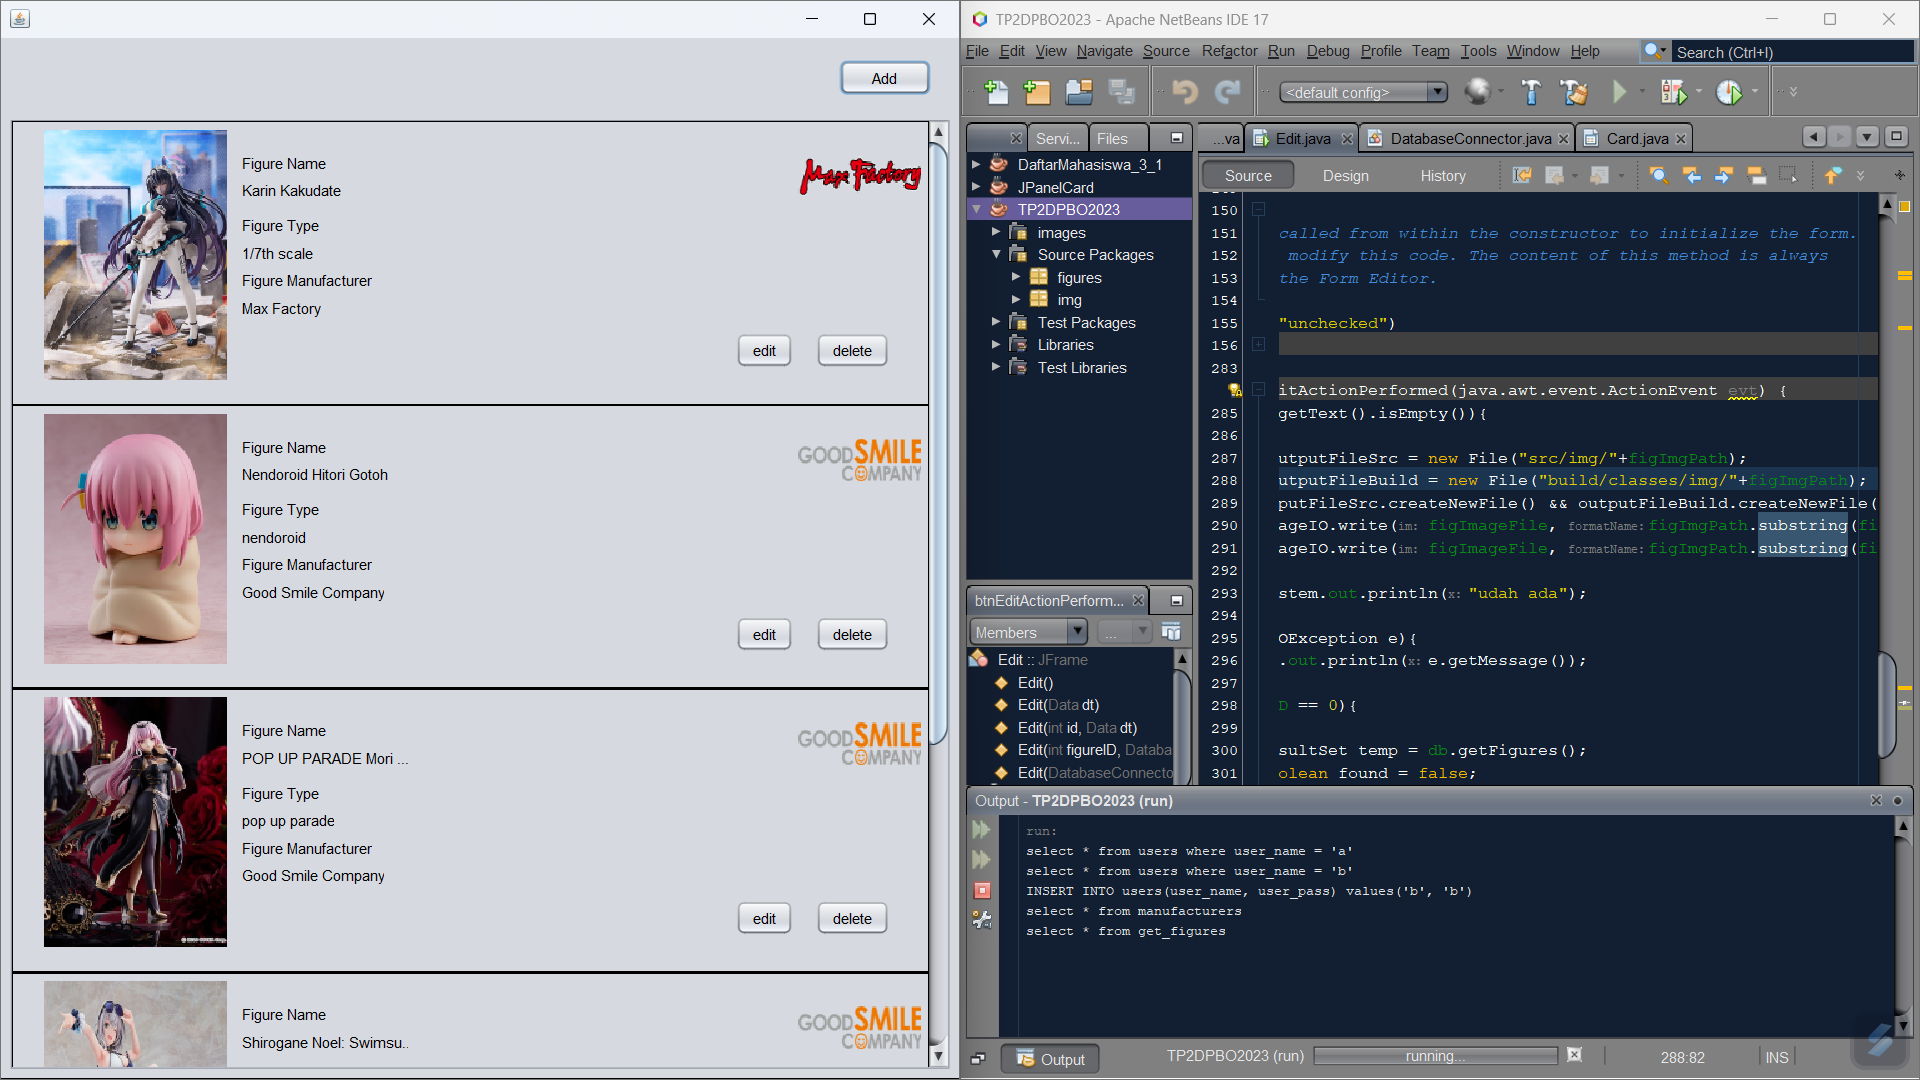 Add
Figure Name
Karin Kakudate
Figure Type
1/7th scale
Figure Manufacturer
Max Factory
Max Factory
edit
delete
Figure Name
Nendoroid Hitori Gotoh
Figure Type
nendoroid
Figure Manufacturer
Good Smile Company
GOOD SMILE
COMPANY
edit
delete
Figure Name
POP UP PARADE Mori ...
Figure Type
pop up parade
Figure Manufacturer
Good Smile Company
GOOD SMILE
COMPANY
edit
delete
Figure Name
Shirogane Noel: Swimsu..
GOOD SMILE
COMPANY
TP2DPBO2023 - Apache NetBeans IDE 17
File Edit View Navigate Source Refactor Run Debug Profile Team Tools Window Help
Search (Ctrl+I)
<default config>
Servi... Files
DaftarMahasiswa_3_1
JPanelCard
TP2DPBO2023
images
Source Packages
figures
img
Test Packages
Libraries
Test Libraries
btnEditActionPerform...
Members
...
Edit :: JFrame
Edit()
Edit(Data dt)
Edit(int id, Data dt)
Edit(int figureID, Databa
Edit(DatabaseConnecto
...va Edit.java DatabaseConnector.java Card.java
Source Design History
150
151 called from within the constructor to initialize the form.
152 modify this code. The content of this method is always
153 the Form Editor.
154
155 "unchecked")
156
283
itActionPerformed(java.awt.event.ActionEvent evt) {
285 getText().isEmpty()){
286
287 utputFileSrc = new File("src/img/"+figImgPath);
288 utputFileBuild = new File("build/classes/img/"+figImgPath);
289 putFileSrc.createNewFile() && outputFileBuild.createNewFile(
290 ageIO.write(im: figImageFile, formatName: figImgPath.substring(fi
291 ageIO.write(im: figImageFile, formatName: figImgPath.substring(fi
292
293 stem.out.println(x: "udah ada");
294
295 OException e){
296 .out.println(x: e.getMessage());
297
298 D == 0){
299
300 sultSet temp = db.getFigures();
301 olean found = false;
Output - TP2DPBO2023 (run)
run:
select * from users where user_name = 'a'
select * from users where user_name = 'b'
INSERT INTO users(user_name, user_pass) values('b', 'b')
select * from manufacturers
select * from get_figures
Output
TP2DPBO2023 (run)
running...
288:82
INS